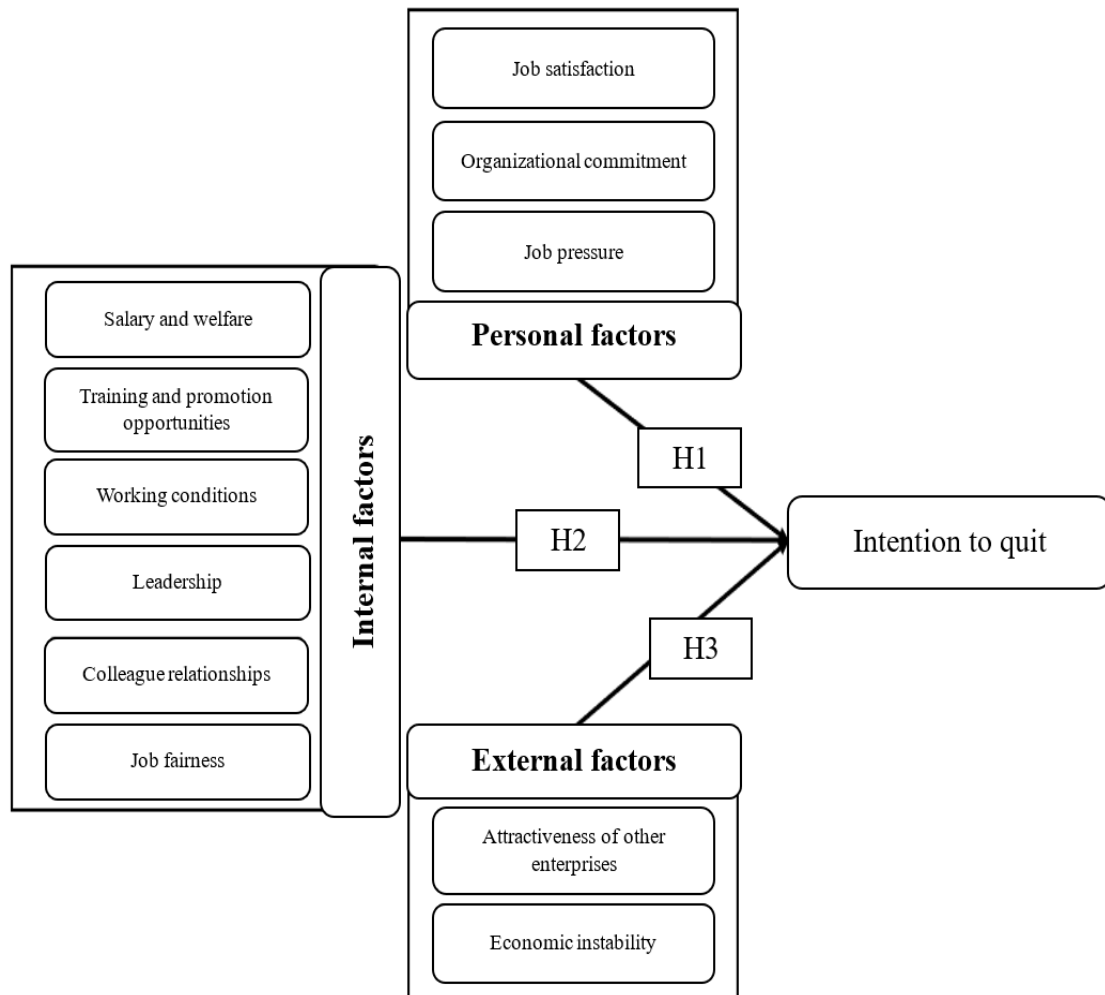 Job satisfaction
Organizational commitment
Job pressure
Personal factors
Salary and welfare
Training and promotion
opportunities
Working conditions
Leadership
Colleague relationships
Job fairness
Internal factors
H1
H2
H3
Intention to quit
External factors
Attractiveness of other
enterprises
Economic instability